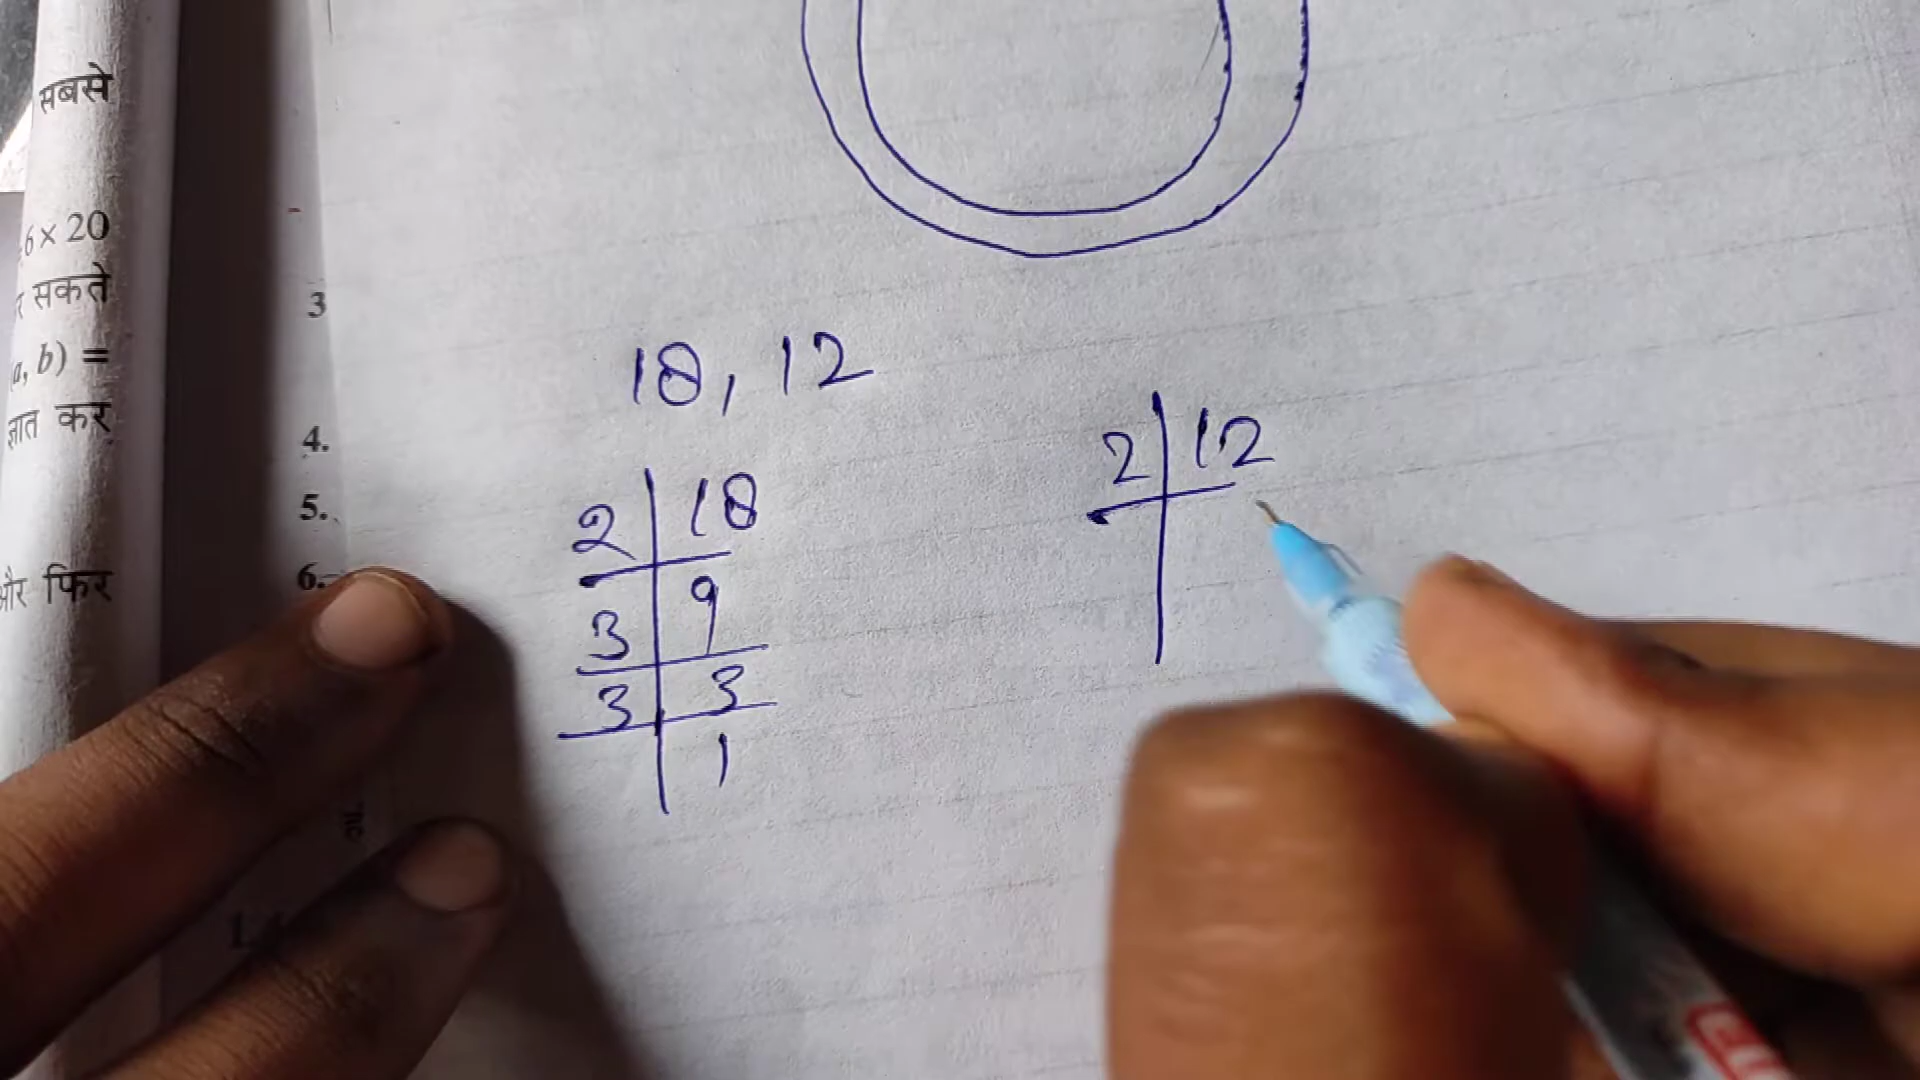 सबसे
6 × 20
सकते
a, b) =
ज्ञात कर
और फिर
3
4.
5.
6.
18, 12
2 18
3 9
3 3
1
2 12